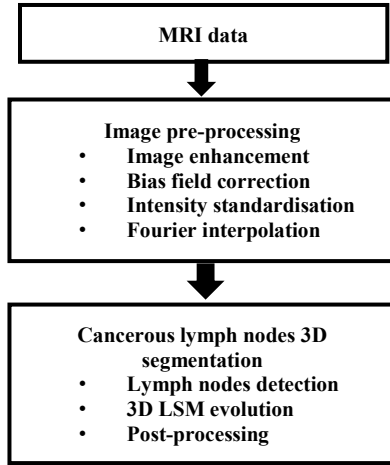 MRI data
Image pre-processing
• Image enhancement
• Bias field correction
• Intensity standardisation
• Fourier interpolation
Cancerous lymph nodes 3D
segmentation
• Lymph nodes detection
• 3D LSM evolution
• Post-processing